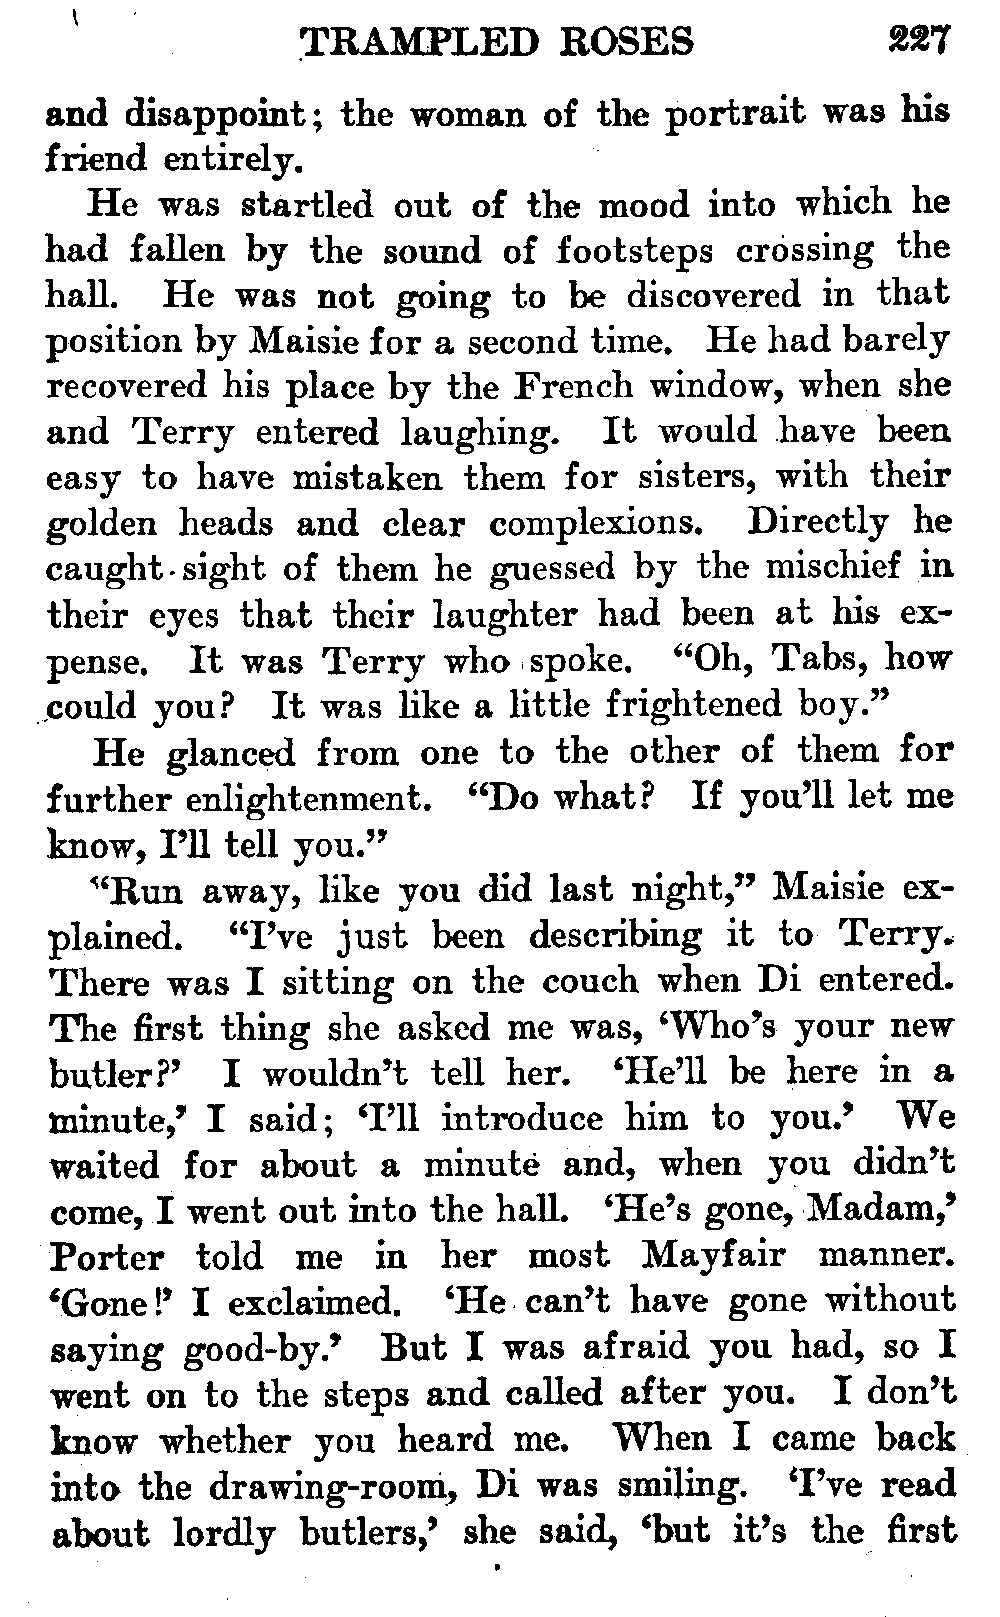 TRAMPLED ROSES 227
and disappoint; the woman of the portrait was his
friend entirely.
He was startled out of the mood into which he
had fallen by the sound of footsteps crossing the
hall. He was not going to be discovered in that
position by Maisie for a second time. He had barely
recovered his place by the French window, when she
and Terry entered laughing. It would have been
easy to have mistaken them for sisters, with their
golden heads and clear complexions. Directly he
caught sight of them he guessed by the mischief in
their eyes that their laughter had been at his ex-
pense. It was Terry who spoke. “Oh, Tabs, how
could you? It was like a little frightened boy.”
He glanced from one to the other of them for
further enlightenment. “Do what? If you’ll let me
know, I’ll tell you.”
“Run away, like you did last night,” Maisie ex-
plained. “I’ve just been describing it to Terry.
There was I sitting on the couch when Di entered.
The first thing she asked me was, ‘Who’s your new
butler?’ I wouldn’t tell her. ‘He’ll be here in a
minute,’ I said; ‘I’ll introduce him to you.’ We
waited for about a minute and, when you didn’t
come, I went out into the hall. ‘He’s gone, Madam,’
Porter told me in her most Mayfair manner.
‘Gone!’ I exclaimed. ‘He can’t have gone without
saying good-by.’ But I was afraid you had, so I
went on to the steps and called after you. I don’t
know whether you heard me. When I came back
into the drawing-room, Di was smiling. ‘I’ve read
about lordly butlers,’ she said, ‘but it’s the first